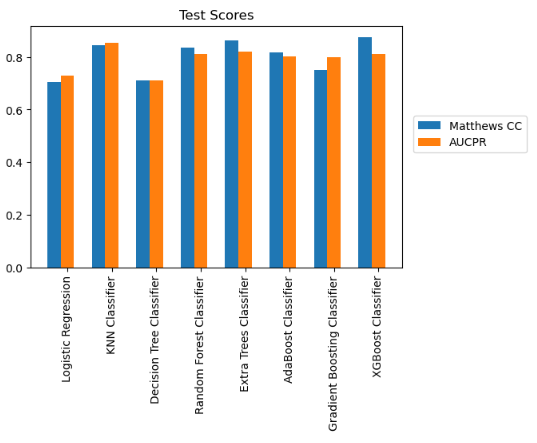 Test Scores
0.8
0.6
0.4
0.2
0.0
Matthews CC
AUCPR
Logistic Regression
KNN Classifier
Decision Tree Classifier
Random Forest Classifier
Extra Trees Classifier
AdaBoost Classifier
Gradient Boosting Classifier
XGBoost Classifier